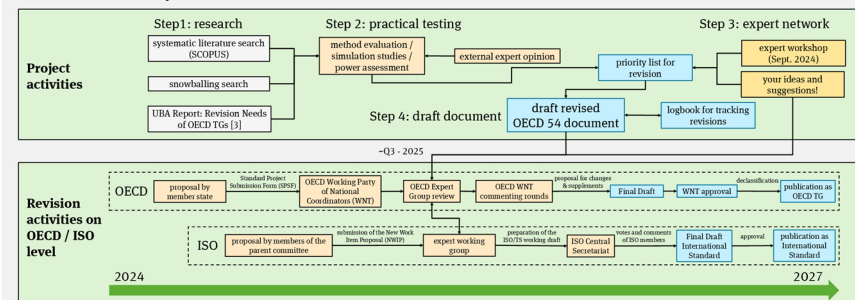 Step1: research
Step 2: practical testing
Step 3: expert network
Project
activities
systematic literature search
(SCOPUS)
snowballing search
UBA Report: Revision Needs
of OECD TGs [3]
method evaluation /
simulation studies /
power assessment
external expert opinion
priority list for
revision
expert workshop
(Sept. 2024)
your ideas and
suggestions!
Step 4: draft document
draft revised
OECD 54 document
logbook for tracking
revisions
~Q3 - 2025
Revision
activities on
OECD / ISO
level
OECD
proposal by
member state
Standard Project
Submission Form (SPSF)
OECD Working Party
of National
Coordinators (WNT)
OECD Expert
Group review
OECD WNT
commenting rounds
proposal for changes
& supplements
Final Draft
WNT approval
declassification
publication as
OECD TG
ISO
proposal by members of the
parent committee
submission of the New Work
Item Proposal (NWIP)
expert working
group
preparation of the
ISO/TS working draft
ISO Central
Secretariat
votes and comments
of ISO members
Final Draft
International
Standard
approval
publication as
International
Standard
2024
2027